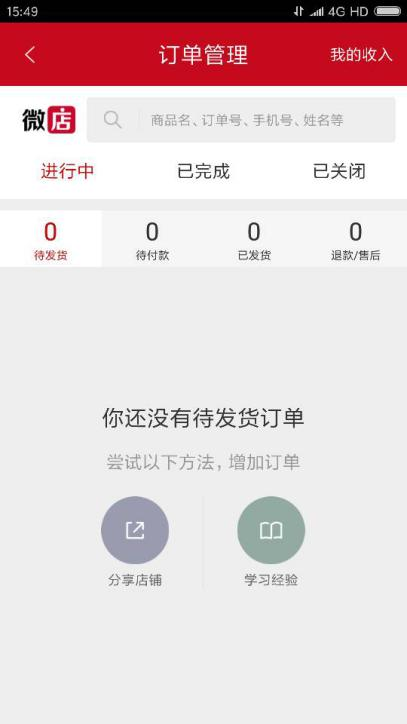 15:49
4G HD
订单管理
我的收入
微店
商品名、订单号、手机号、姓名等
进行中 已完成 已关闭
0 0 0 0
待发货 待付款 已发货 退款/售后
你还没有待发货订单
尝试以下方法，增加订单
分享店铺 学习经验